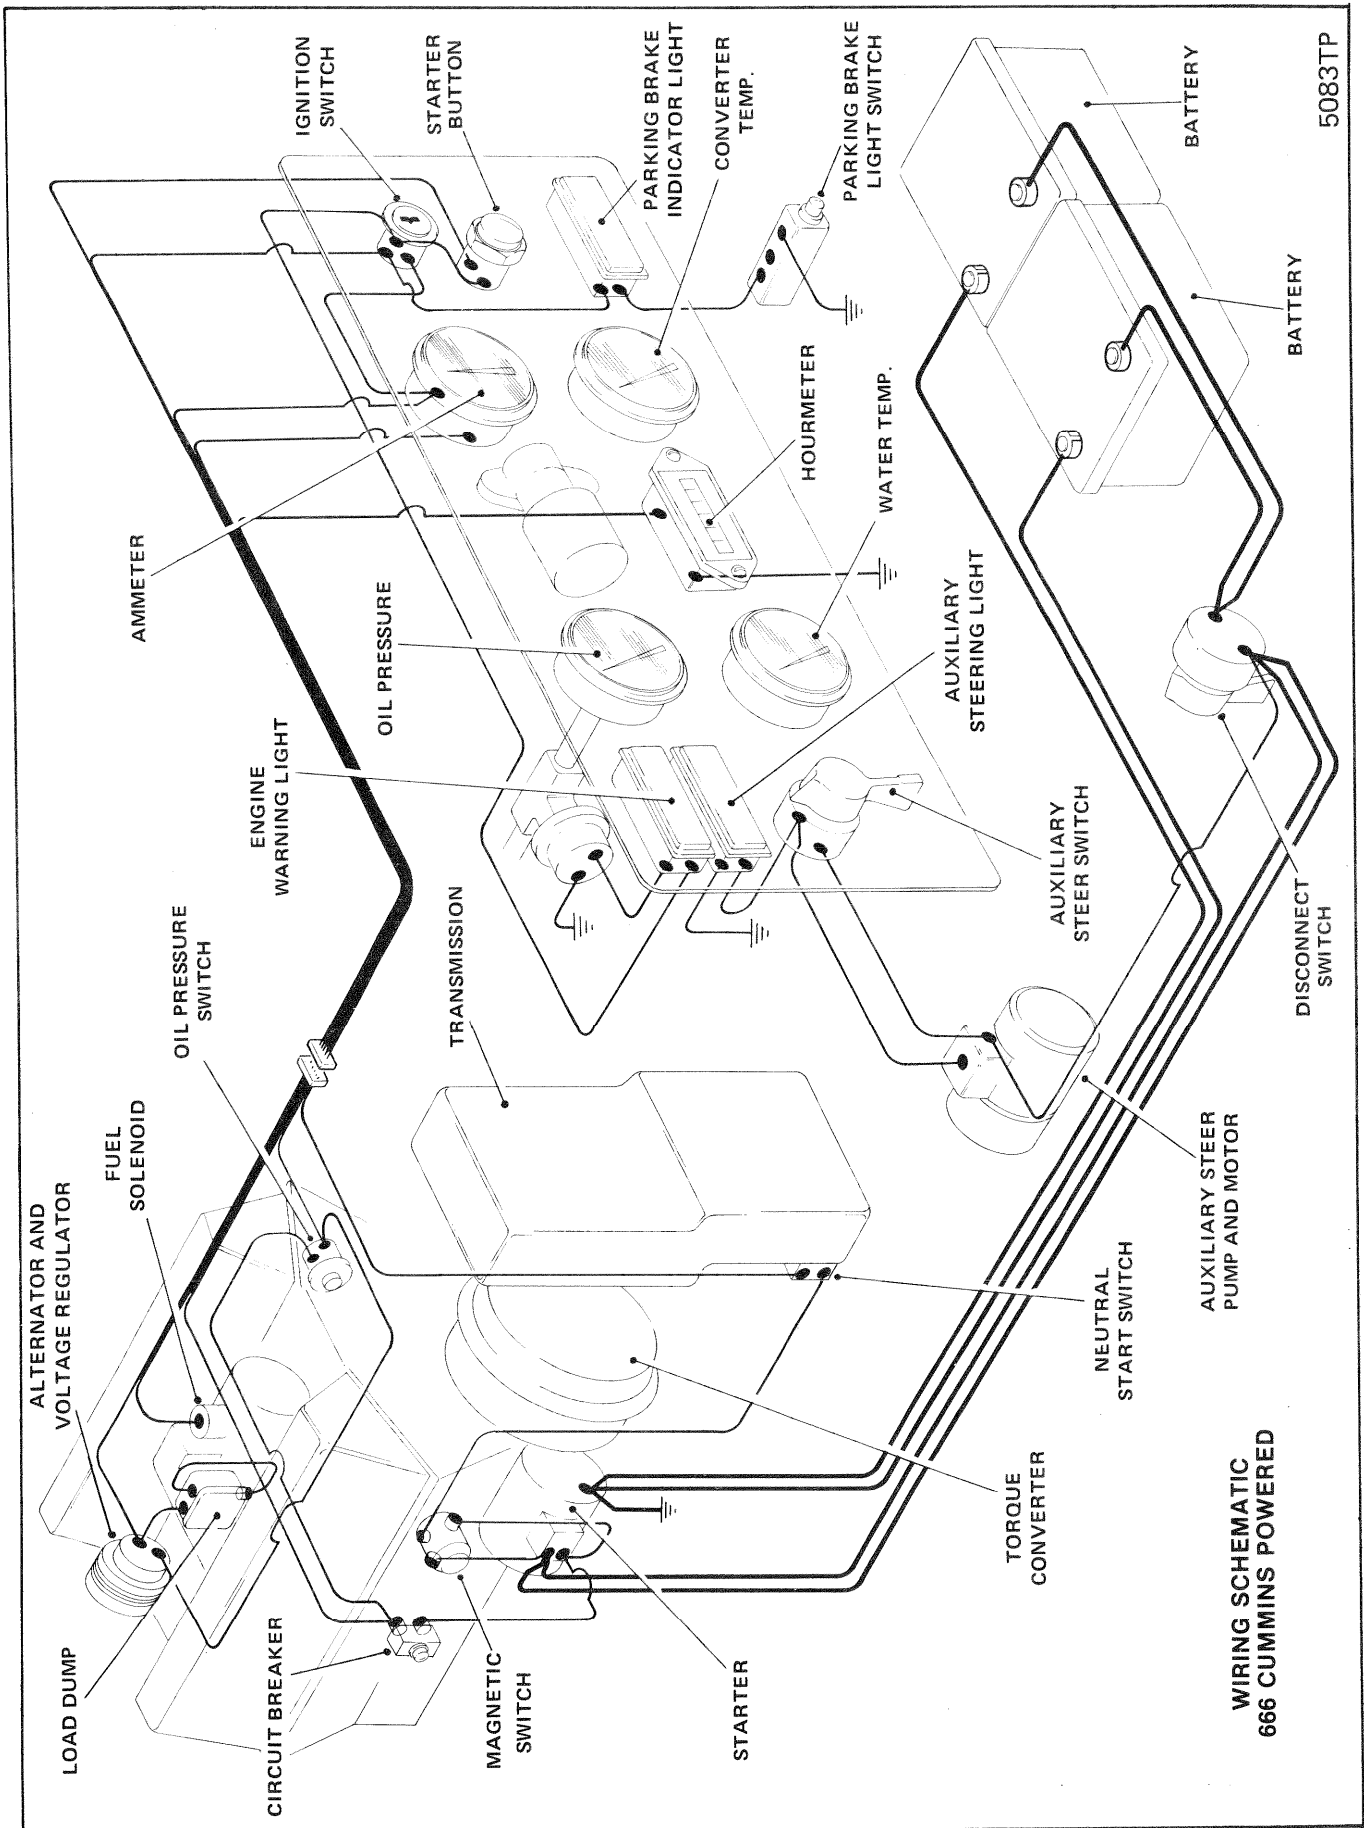 IGNITION
SWITCH
STARTER
BUTTON
PARKING BRAKE
INDICATOR LIGHT
CONVERTER
TEMP.
PARKING BRAKE
LIGHT SWITCH
BATTERY
5083TP
BATTERY
HOURMETER
WATER TEMP.
AMMETER
OIL PRESSURE
AUXILIARY
STEERING LIGHT
ENGINE
WARNING LIGHT
AUXILIARY
STEER SWITCH
DISCONNECT
SWITCH
OIL PRESSURE
SWITCH
TRANSMISSION
FUEL
SOLENOID
AUXILIARY STEER
PUMP AND MOTOR
NEUTRAL
START SWITCH
ALTERNATOR AND
VOLTAGE REGULATOR
TORQUE
CONVERTER
LOAD DUMP
CIRCUIT BREAKER
MAGNETIC
SWITCH
STARTER
WIRING SCHEMATIC
666 CUMMINS POWERED